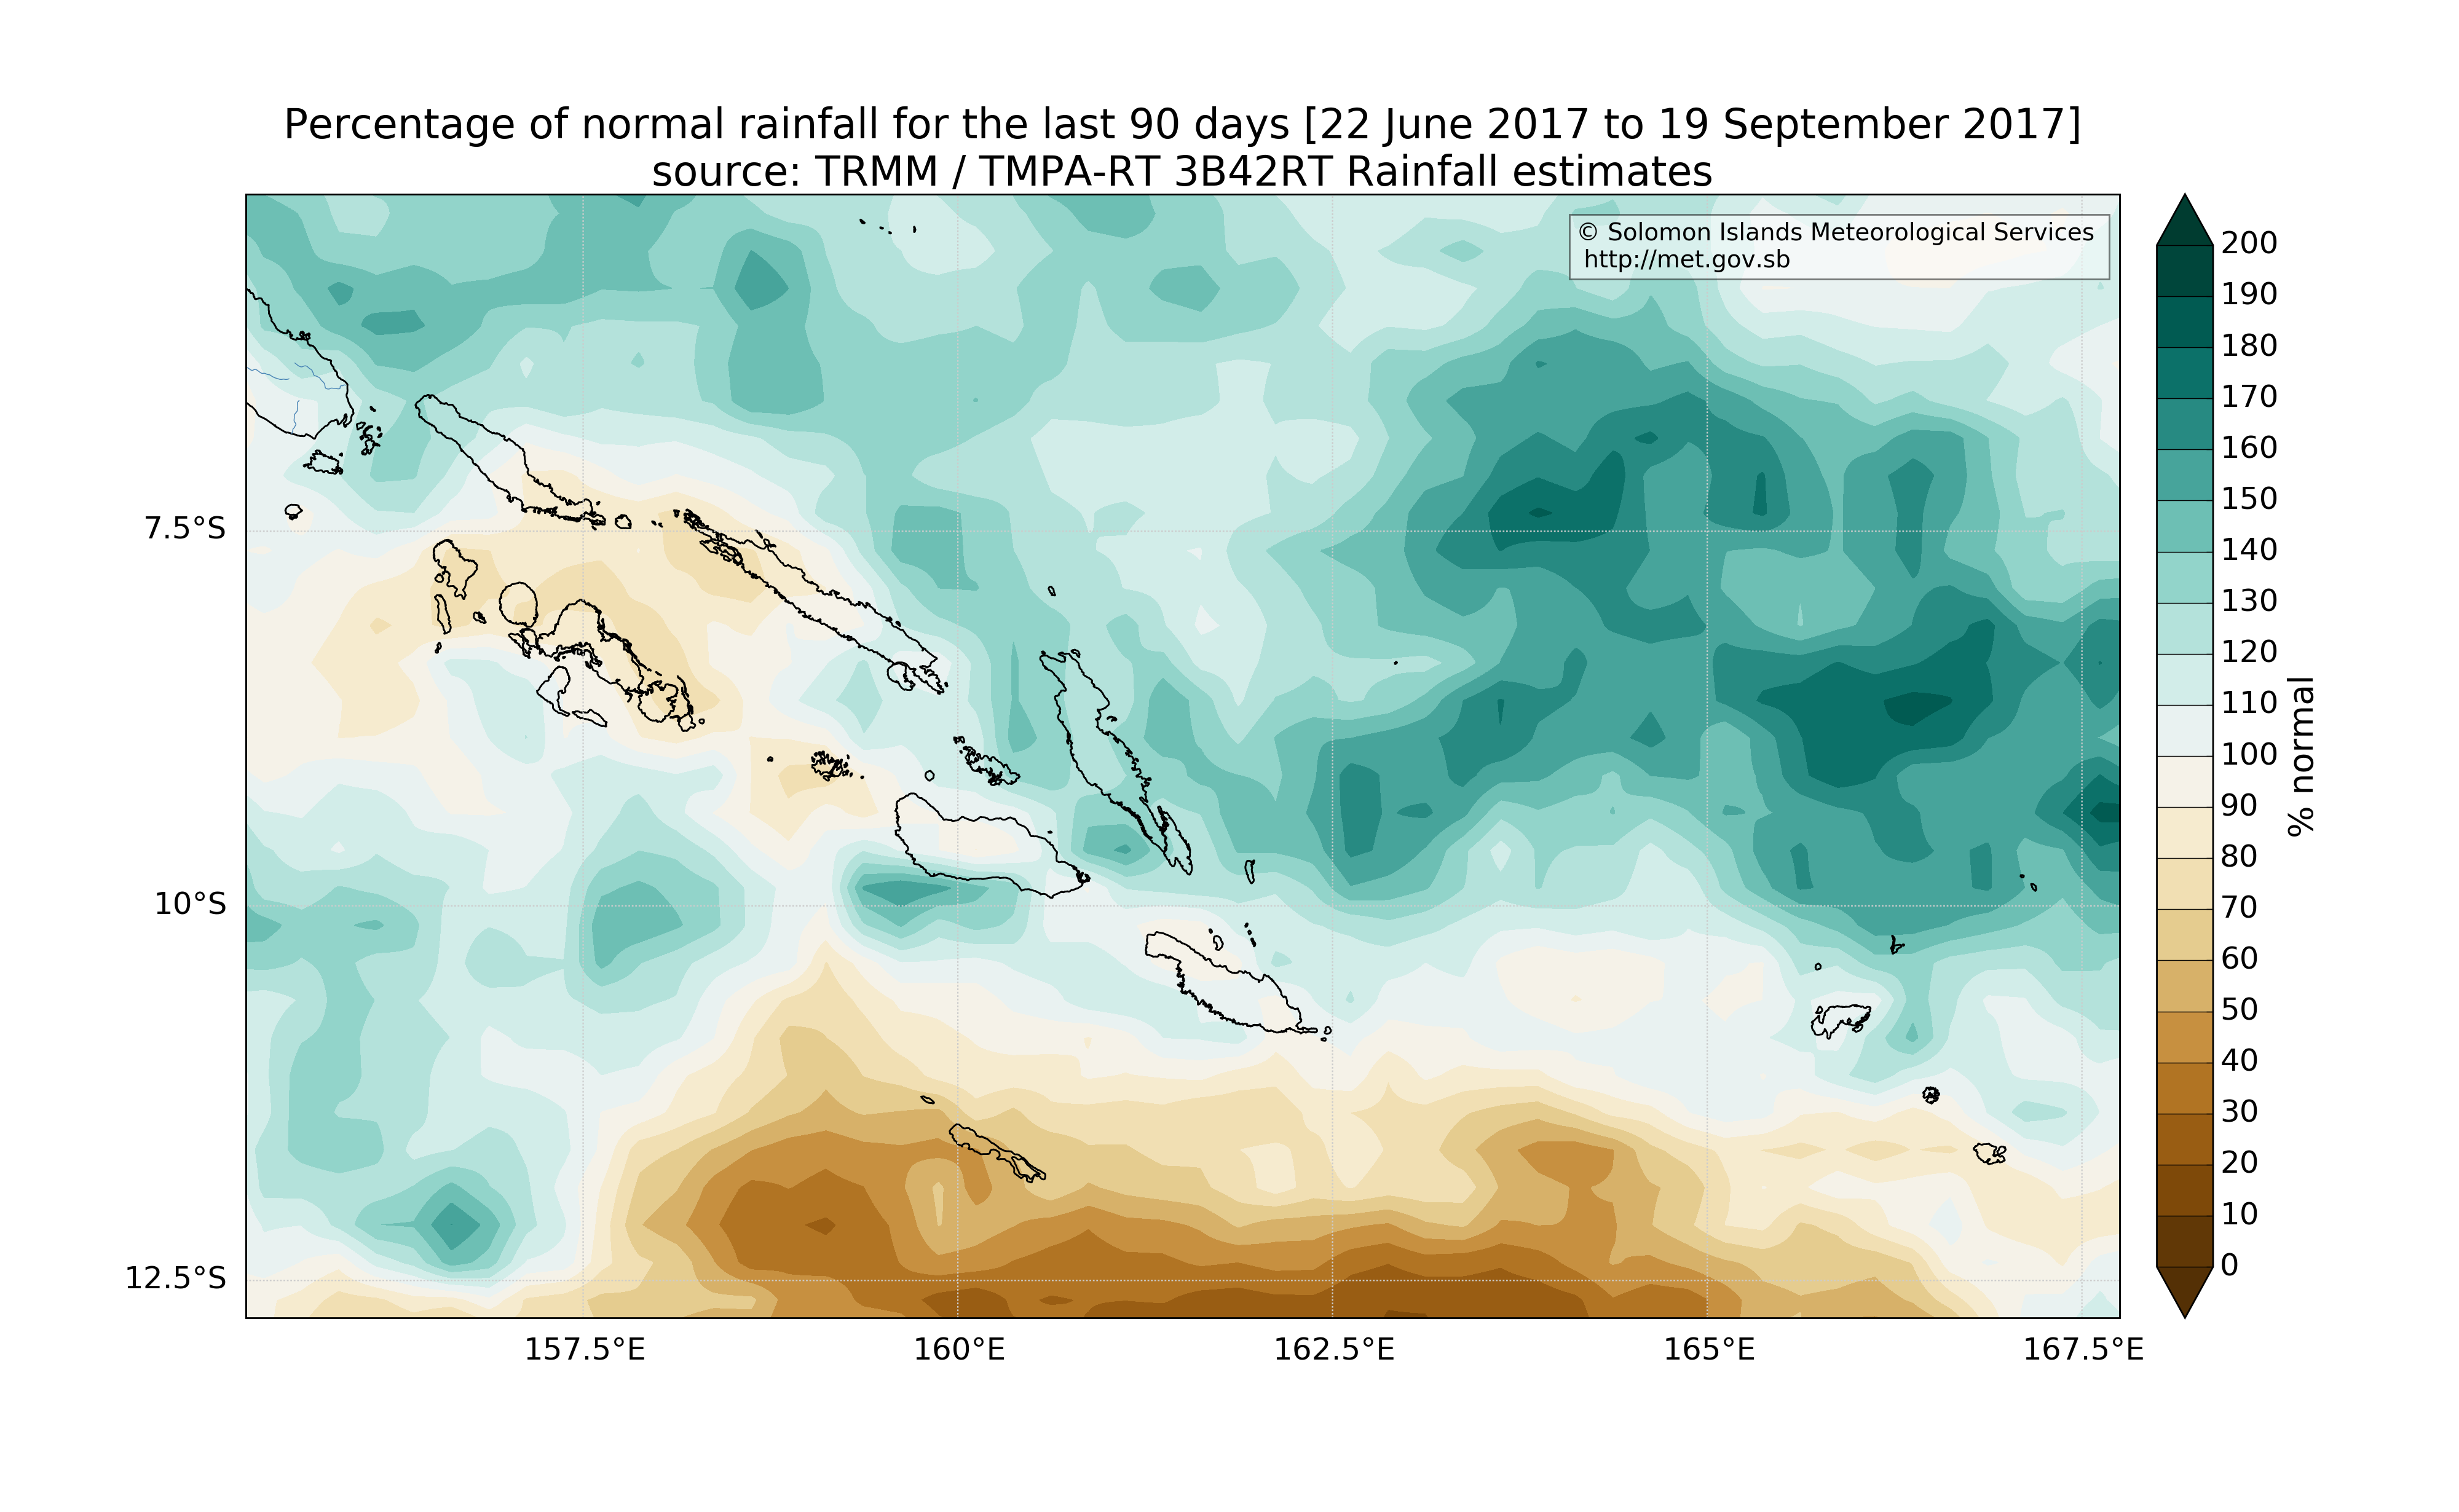 Percentage of normal rainfall for the last 90 days [22 June 2017 to 19 September 2017]
source: TRMM / TMPA-RT 3B42RT Rainfall estimates
© Solomon Islands Meteorological Services
http://met.gov.sb
7.5°S
10°S
12.5°S
157.5°E
160°E
162.5°E
165°E
167.5°E
200
190
180
170
160
150
140
130
120
110
100
90
80
70
60
50
40
30
20
10
0
% normal